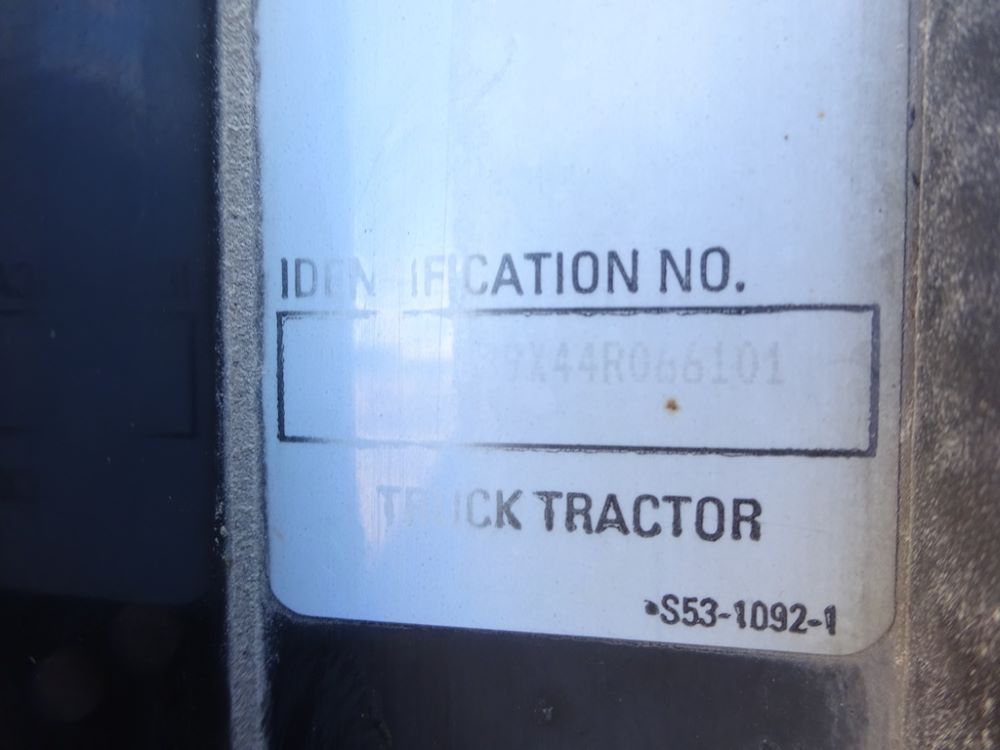 IDENTIFICATION NO.
9X44R066101
TRUCK TRACTOR
•S53-1092-1